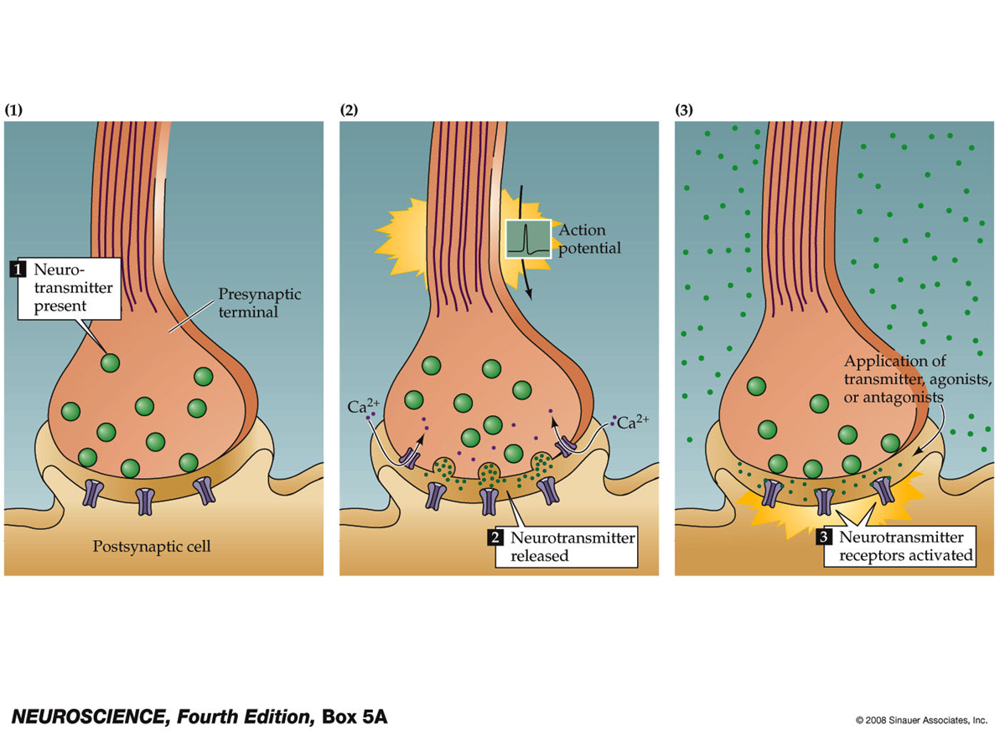 (1)
1 Neuro-
transmitter
present
Presynaptic
terminal
Postsynaptic cell
(2)
Action
potential
Ca2+
Ca2+
2 Neurotransmitter
released
(3)
Application of
transmitter, agonists,
or antagonists
3 Neurotransmitter
receptors activated
NEUROSCIENCE, Fourth Edition, Box 5A
© 2008 Sinauer Associates, Inc.